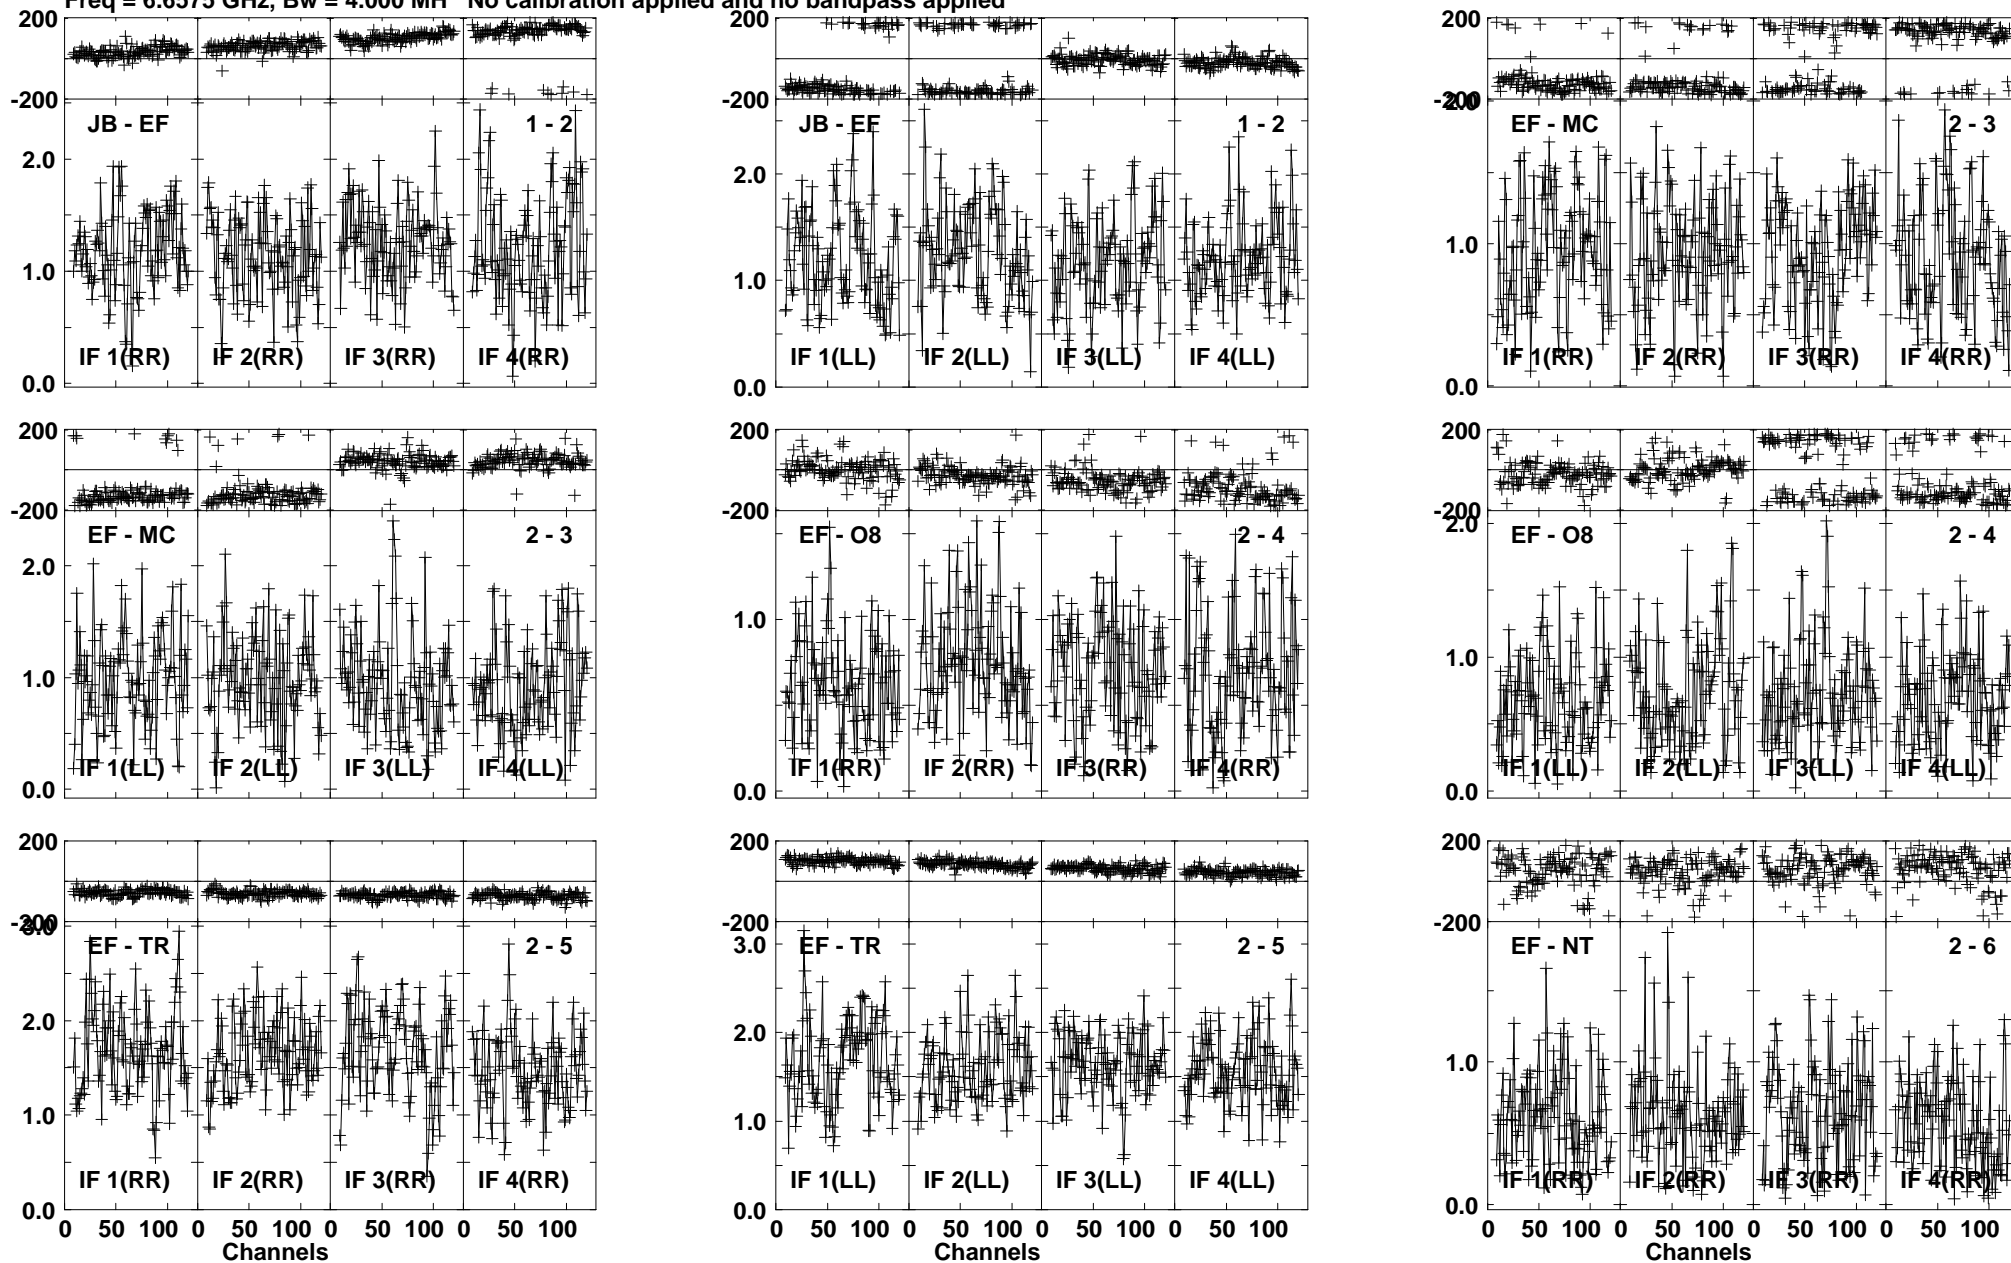 Freq = 6.6575 GHz, Bw = 4.000 MH No calibration applied and no bandpass applied
200
-200
JB - EF 1 - 2
2.0
1.0
0.0
IF 1(RR) IF 2(RR) IF 3(RR) IF 4(RR)
200
-200
JB - EF 1 - 2
2.0
1.0
0.0
IF 1(LL) IF 2(LL) IF 3(LL) IF 4(LL)
200
-200
2.0
EF - MC 2 - 3
1.0
0.0
IF 1(RR) IF 2(RR) IF 3(RR) IF 4(RR)
200
-200
EF - MC 2 - 3
2.0
1.0
0.0
IF 1(LL) IF 2(LL) IF 3(LL) IF 4(LL)
200
-200
EF - O8 2 - 4
1.0
0.0
IF 1(RR) IF 2(RR) IF 3(RR) IF 4(RR)
200
-200
2.0
EF - O8 2 - 4
1.0
0.0
IF 1(LL) IF 2(LL) IF 3(LL) IF 4(LL)
200
-200
3.0
EF - TR 2 - 5
2.0
1.0
0.0
IF 1(RR) IF 2(RR) IF 3(RR) IF 4(RR)
0 50 100 0 50 100 0 50 100 0 50 100
Channels
200
-200
EF - TR 2 - 5
3.0
2.0
1.0
0.0
IF 1(LL) IF 2(LL) IF 3(LL) IF 4(LL)
0 50 100 0 50 100 0 50 100 0 50 100
Channels
200
-200
EF - NT 2 - 6
1.0
0.0
IF 1(RR) IF 2(RR) IF 3(RR) IF 4(RR)
0 50 100 0 50 100 0 50 100 0 50 100
Channels